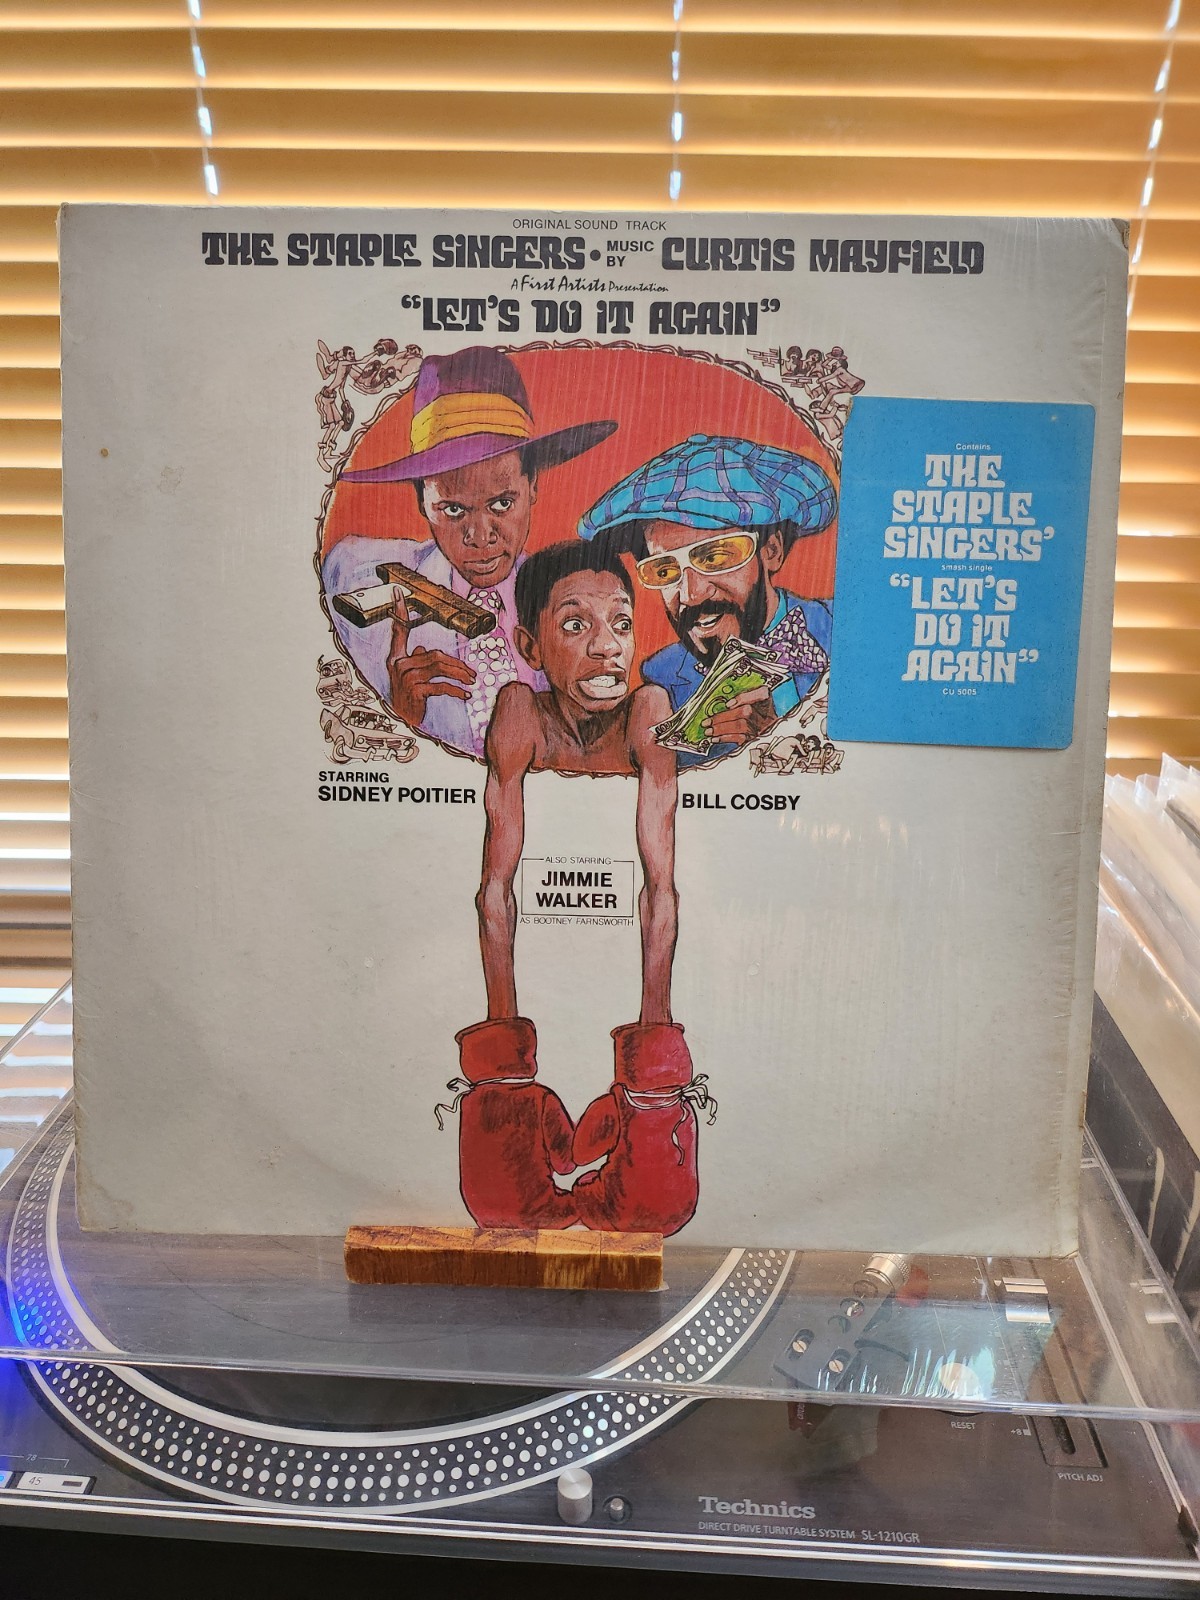 ORIGINAL SOUND TRACK
THE STAPLE SINGERS • MUSIC BY CURTIS MAYFIELD
A First Artists Presentation
"LET'S DO IT AGAIN"
Contains
THE
STAPLE
SINGERS'
smash single
"LET'S
DO IT
AGAIN"
CU 5005
STARRING
SIDNEY POITIER
BILL COSBY
ALSO STARRING
JIMMIE
WALKER
AS BOOTNEY FARNSWORTH
RESET
+8
PITCH ADJ
78
45
Technics
DIRECT DRIVE TURNTABLE SYSTEM SL-1210GR